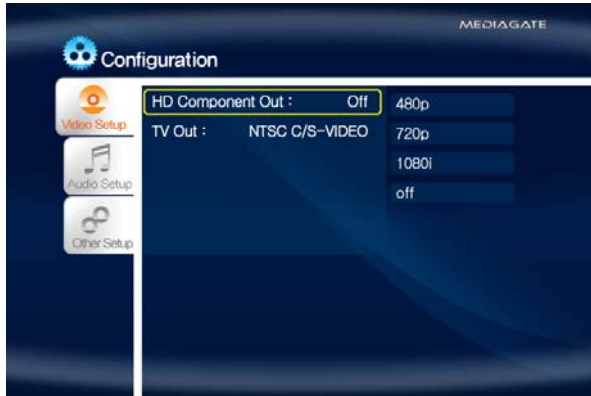 MEDIAGATE
Configuration
Video Setup
HD Component Out : Off
480p
TV Out : NTSC C/S-VIDEO
720p
Audio Setup
1080i
off
Other Setup